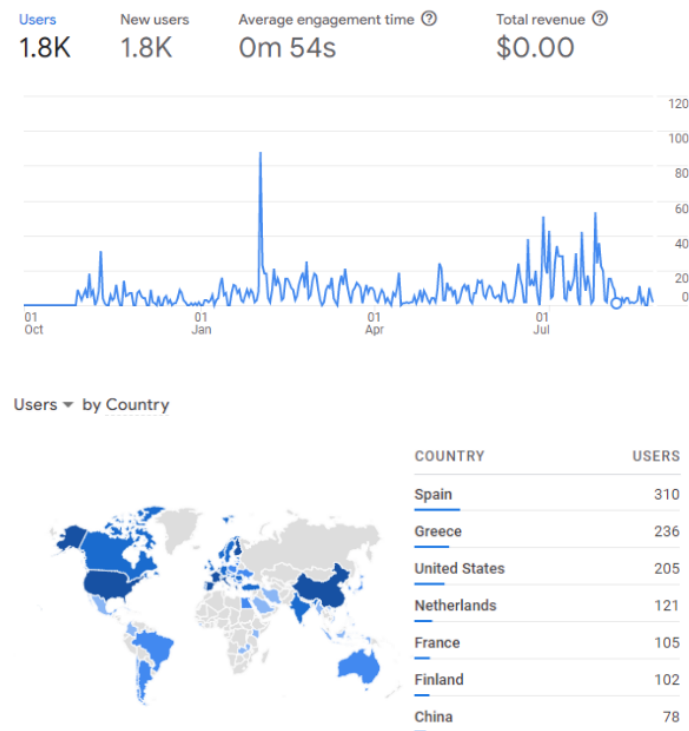 Users New users Average engagement time ? Total revenue ?
1.8K 1.8K 0m 54s $0.00
120
100
80
60
40
20
0
01 01 01 01
Oct Jan Apr Jul
Users by Country
COUNTRY USERS
Spain 310
Greece 236
United States 205
Netherlands 121
France 105
Finland 102
China 78